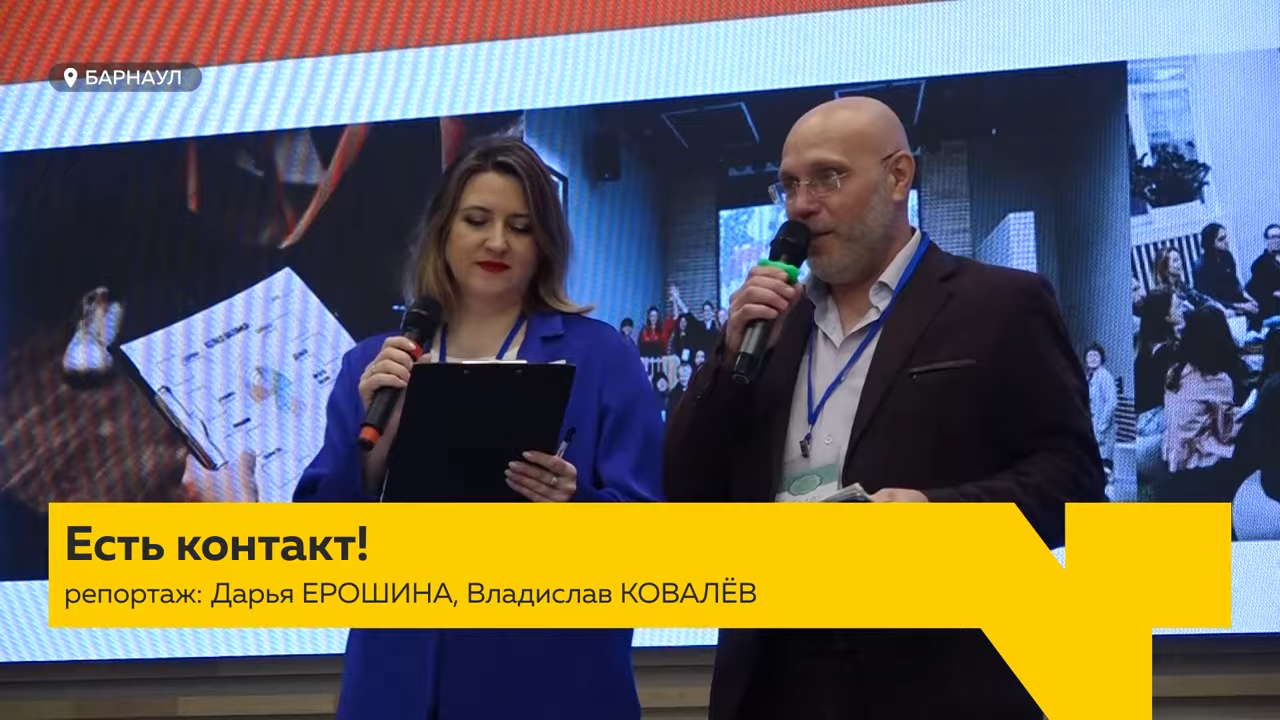 БАРНАУЛ
Есть контакт!
репортаж: Дарья ЕРОШИНА, Владислав КОВАЛЁВ